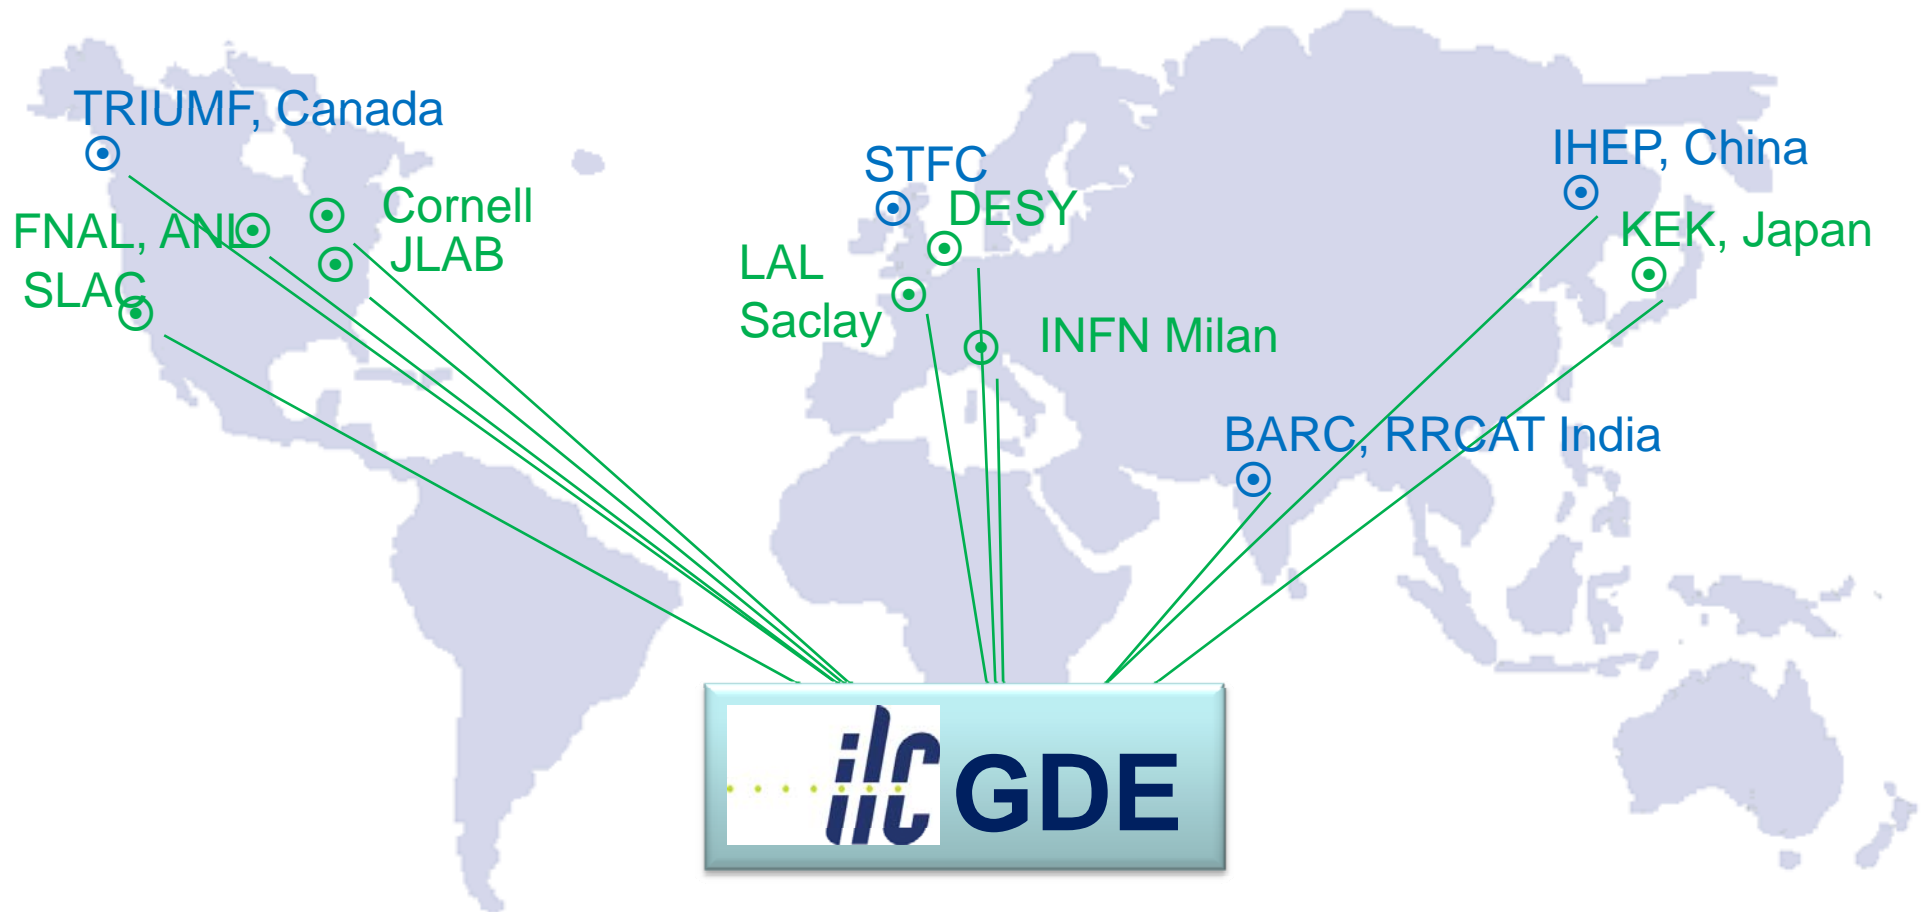 TRIUMF, Canada
FNAL, ANL
SLAC
Cornell
JLAB
STFC
DESY
LAL
Saclay
INFN Milan
IHEP, China
KEK, Japan
BARC, RRCAT India
ilc GDE